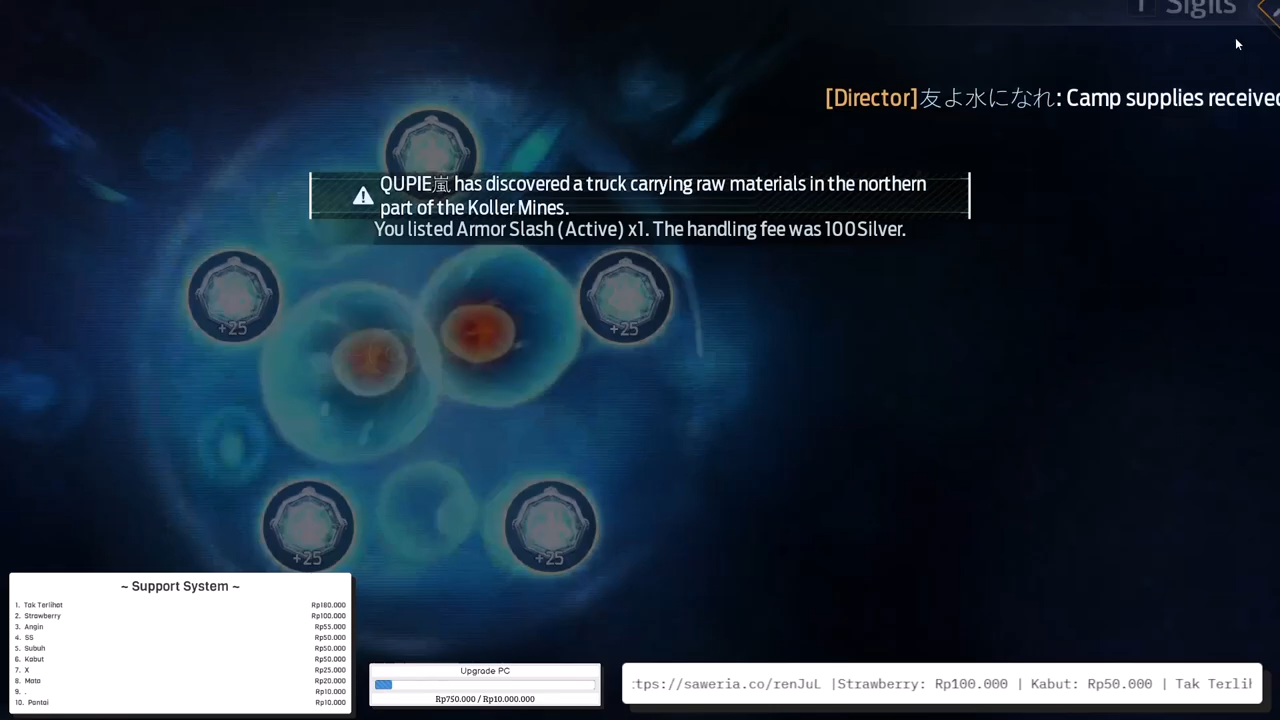 T Sigils
[Director]友よ水になれ: Camp supplies received
QUPIE嵐 has discovered a truck carrying raw materials in the northern
part of the Koller Mines.
You listed Armor Slash (Active) x1. The handling fee was 100Silver.
+25
+25
+25
+25
~ Support System ~
1. Tak Terlihat Rp180.000
2. Strawberry Rp100.000
3. Angin Rp55.000
4. SS Rp50.000
5. Subuh Rp50.000
6. Kabut Rp50.000
7. X Rp25.000
8. Mato Rp20.000
9. . Rp10.000
10. Pantai Rp10.000
Upgrade PC
Rp750.000 / Rp10.000.000
tps://saweria.co/renJuL |Strawberry: Rp100.000 | Kabut: Rp50.000 | Tak Terlih